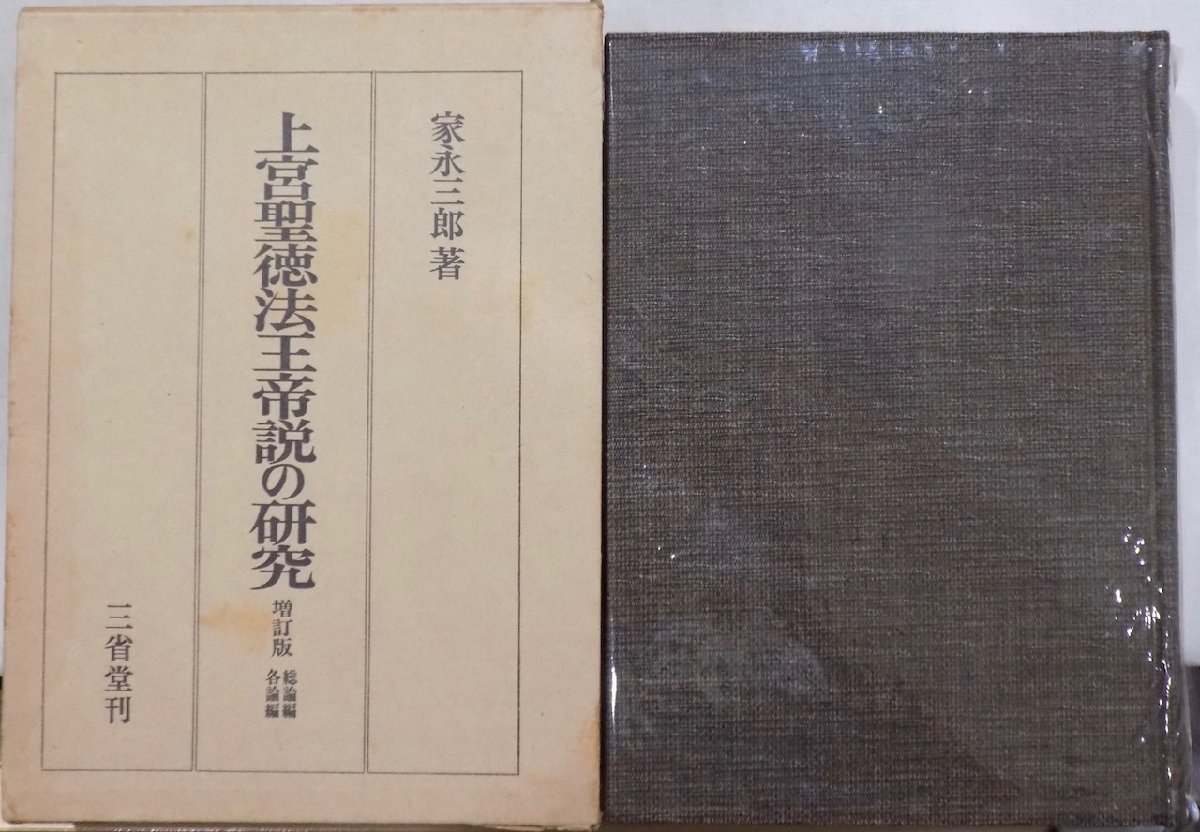 家永三郎著
上宮聖徳法王帝説の研究 増訂版
総論編
各論編
三省堂刊